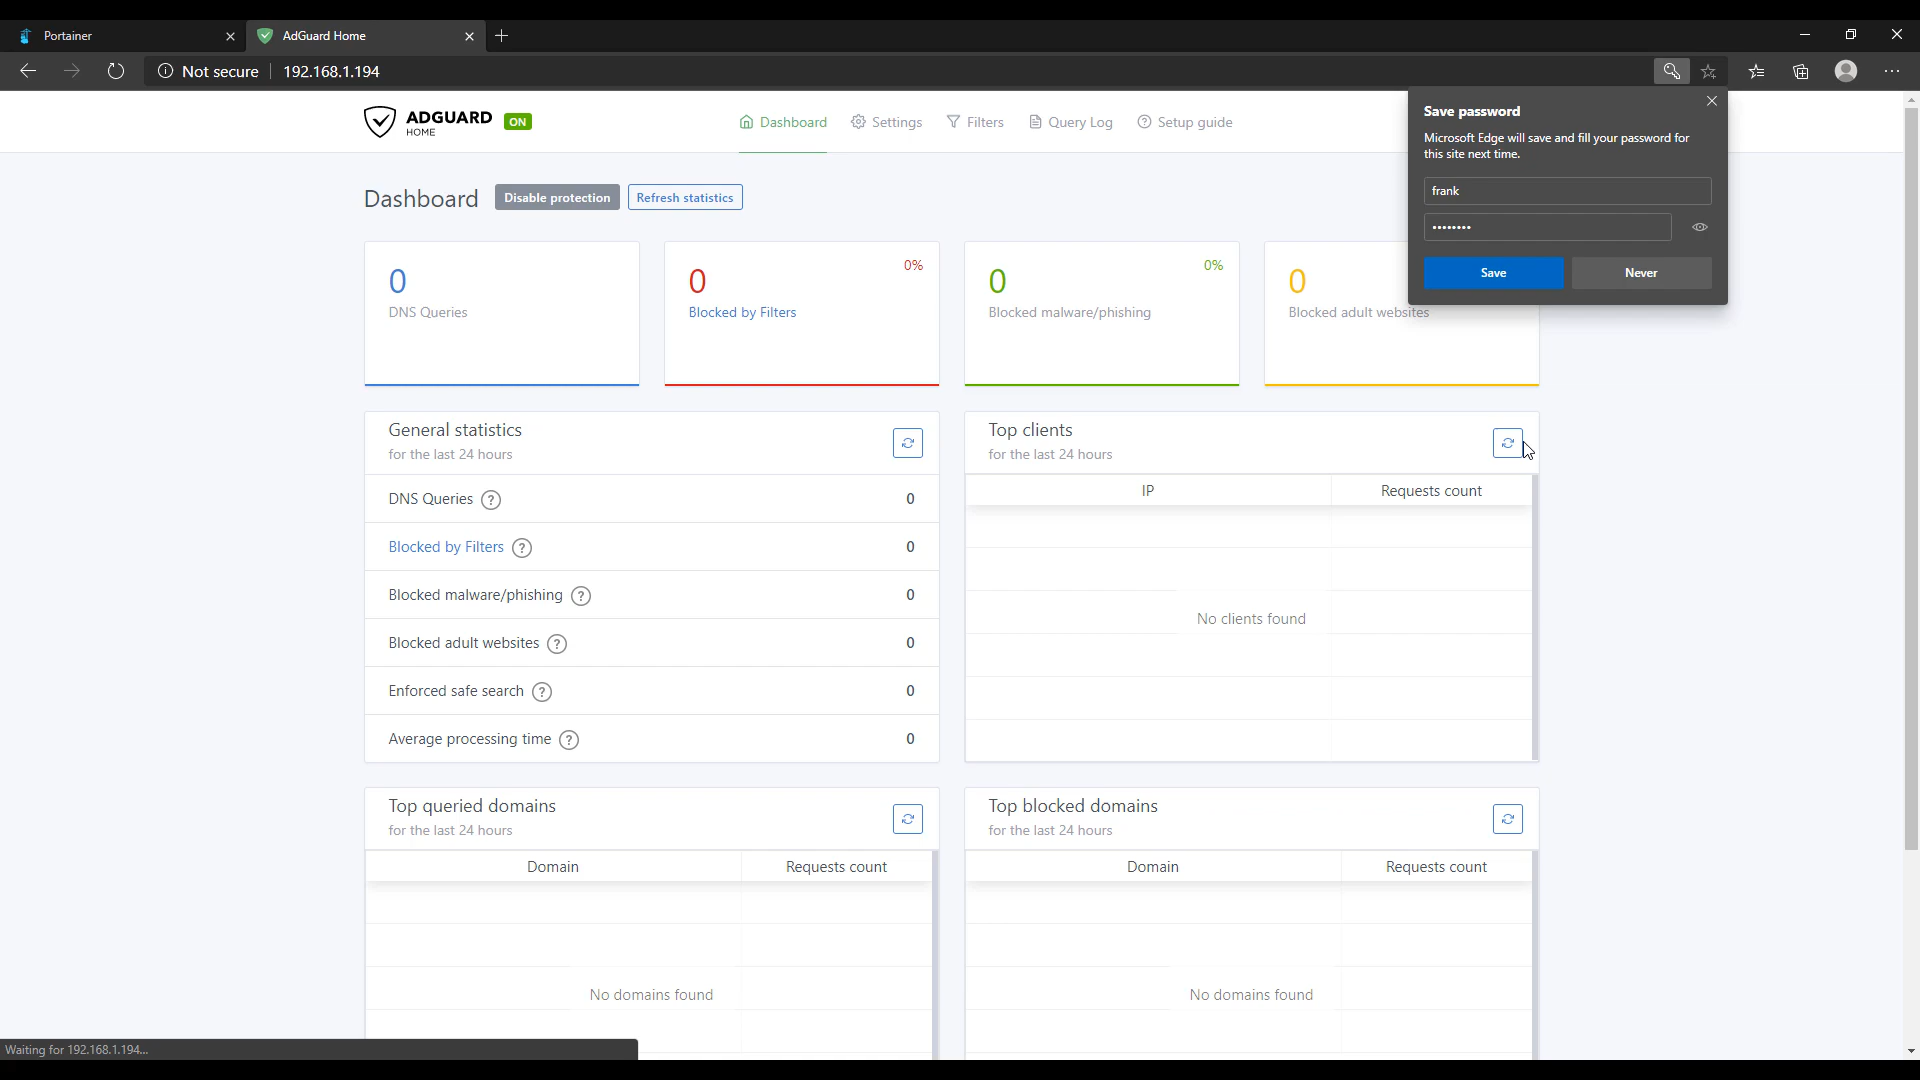 Portainer
AdGuard Home
Not secure
192.168.1.194
ADGUARD
HOME
ON
Dashboard
Settings
Filters
Query Log
Setup guide
Save password
Microsoft Edge will save and fill your password for
this site next time.
frank
••••••••
Save
Never
Dashboard
Disable protection
Refresh statistics
0
DNS Queries
0%
0
Blocked by Filters
0%
0
Blocked malware/phishing
0
Blocked adult websites
General statistics
for the last 24 hours
DNS Queries ? 0
Blocked by Filters ? 0
Blocked malware/phishing ? 0
Blocked adult websites ? 0
Enforced safe search ? 0
Average processing time ? 0
Top clients
for the last 24 hours
IP Requests count
No clients found
Top queried domains
for the last 24 hours
Domain Requests count
No domains found
Top blocked domains
for the last 24 hours
Domain Requests count
No domains found
Waiting for 192.168.1.194...